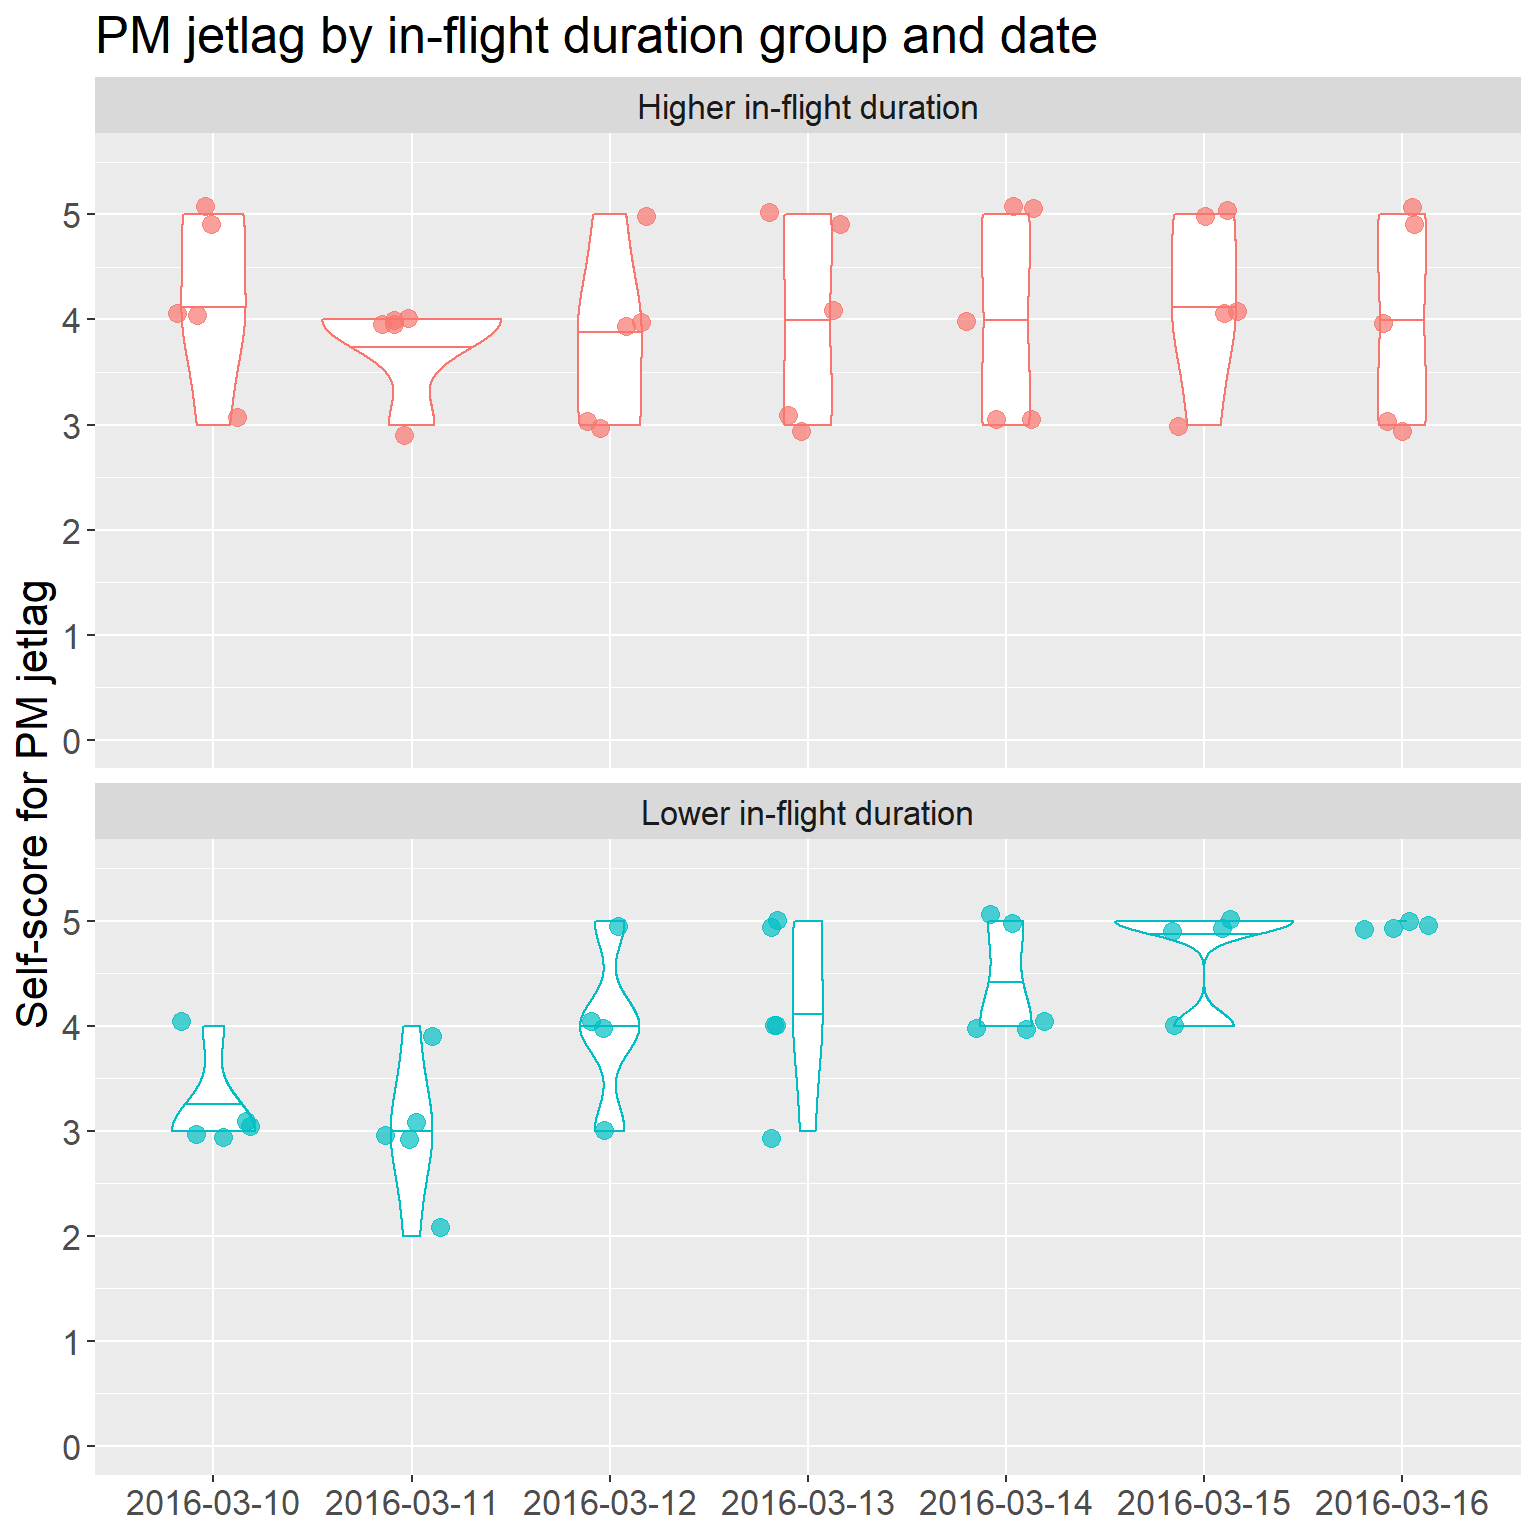 PM jetlag by in-flight duration group and date
Higher in-flight duration
5
4
3
2
1
0
Self-score for PM jetlag
Lower in-flight duration
5
4
3
2
1
0
2016-03-10 2016-03-11 2016-03-12 2016-03-13 2016-03-14 2016-03-15 2016-03-16